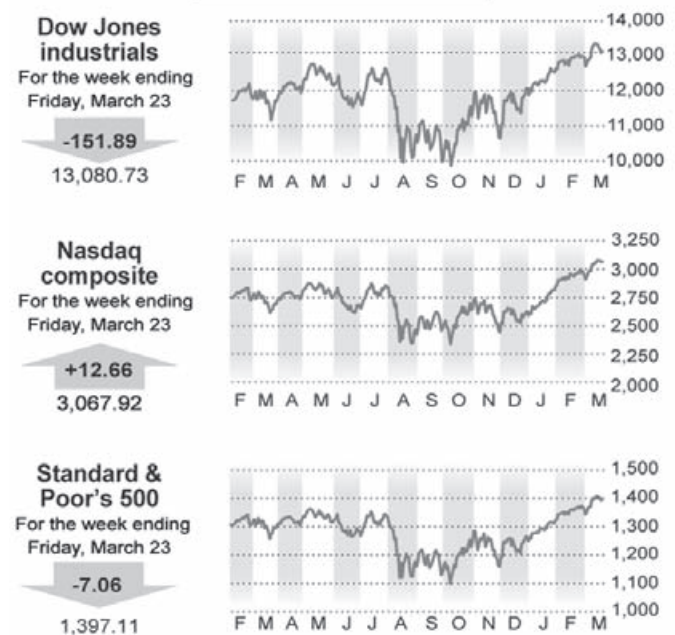 Dow Jones
industrials
For the week ending
Friday, March 23
-151.89
13,080.73
14,000
13,000
12,000
11,000
10,000
F M A M J J A S O N D J F M
Nasdaq
composite
For the week ending
Friday, March 23
+12.66
3,067.92
3,250
3,000
2,750
2,500
2,250
2,000
F M A M J J A S O N D J F M
Standard &
Poor's 500
For the week ending
Friday, March 23
-7.06
1,397.11
1,500
1,400
1,300
1,200
1,100
1,000
F M A M J J A S O N D J F M